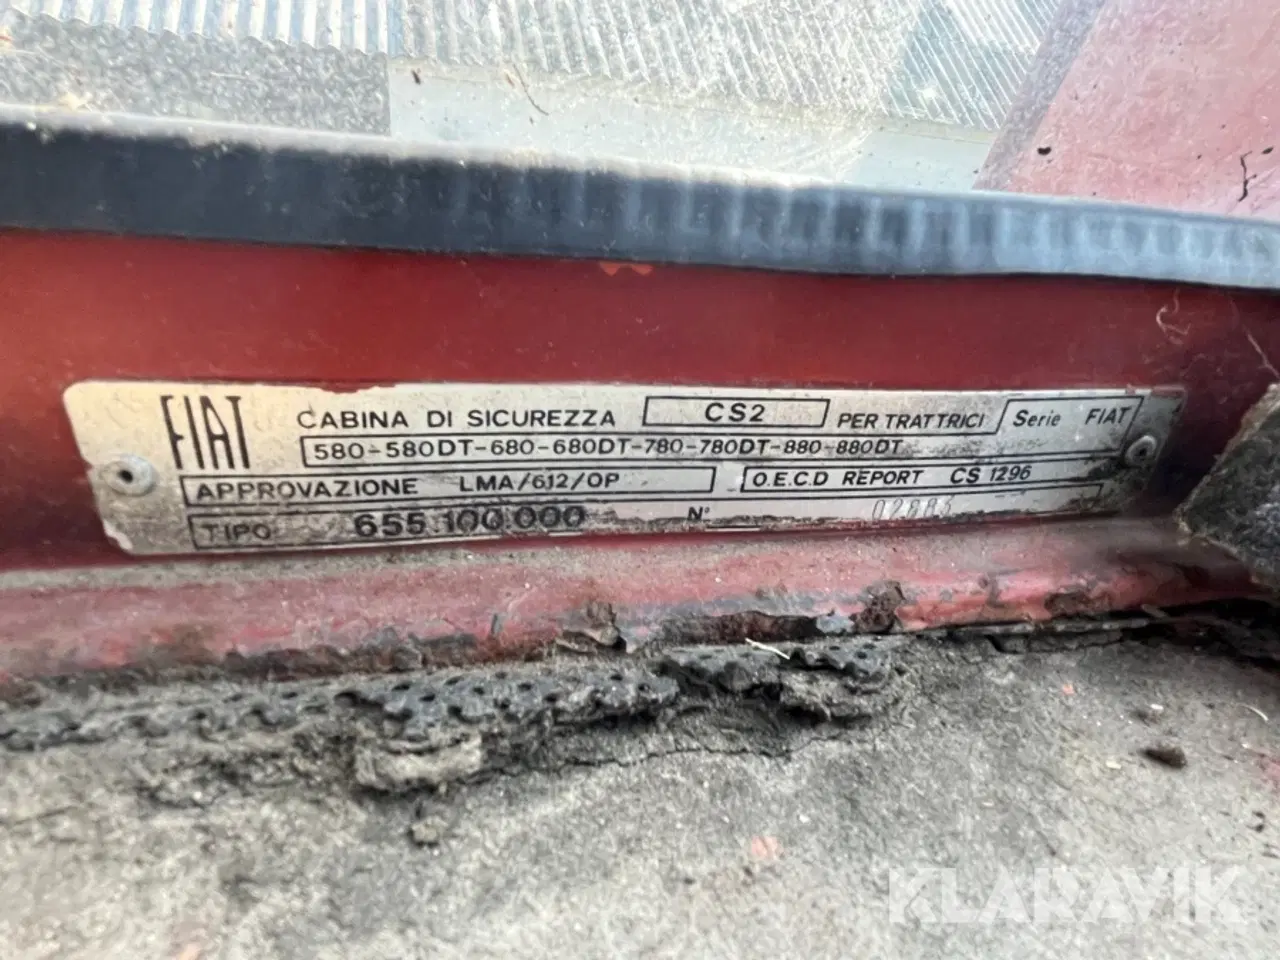 FIAT CABINA DI SICUREZZA CS2 PER TRATTRICI Serie FIAT
580-580DT-680-680DT-780-780DT-880-880DT
APPROVAZIONE LMA/612/OP O.E.C.D REPORT CS 1296
TIPO 655 100 000 N°
KLARAVIK